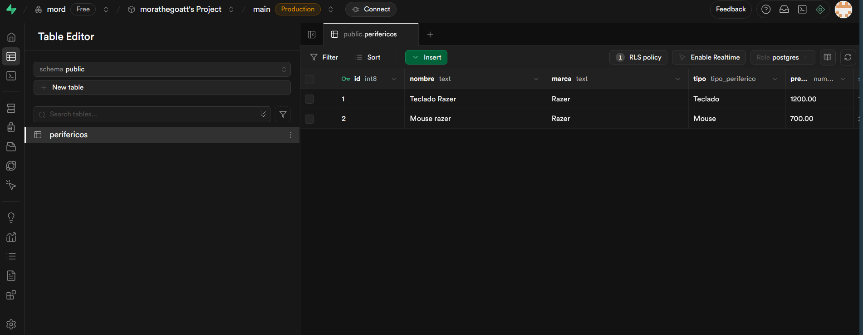 mord Free morathegoatt's Project main Production Connect Feedback
Table Editor
public.perifericos
Filter Sort Insert 1 RLS policy Enable Realtime Role postgres
schema public
New table
Search tables...
perifericos
id int8 nombre text marca text tipo tipo_periferico pre... num...
1 Teclado Razer Razer Teclado 1200.00
2 Mouse razer Razer Mouse 700.00